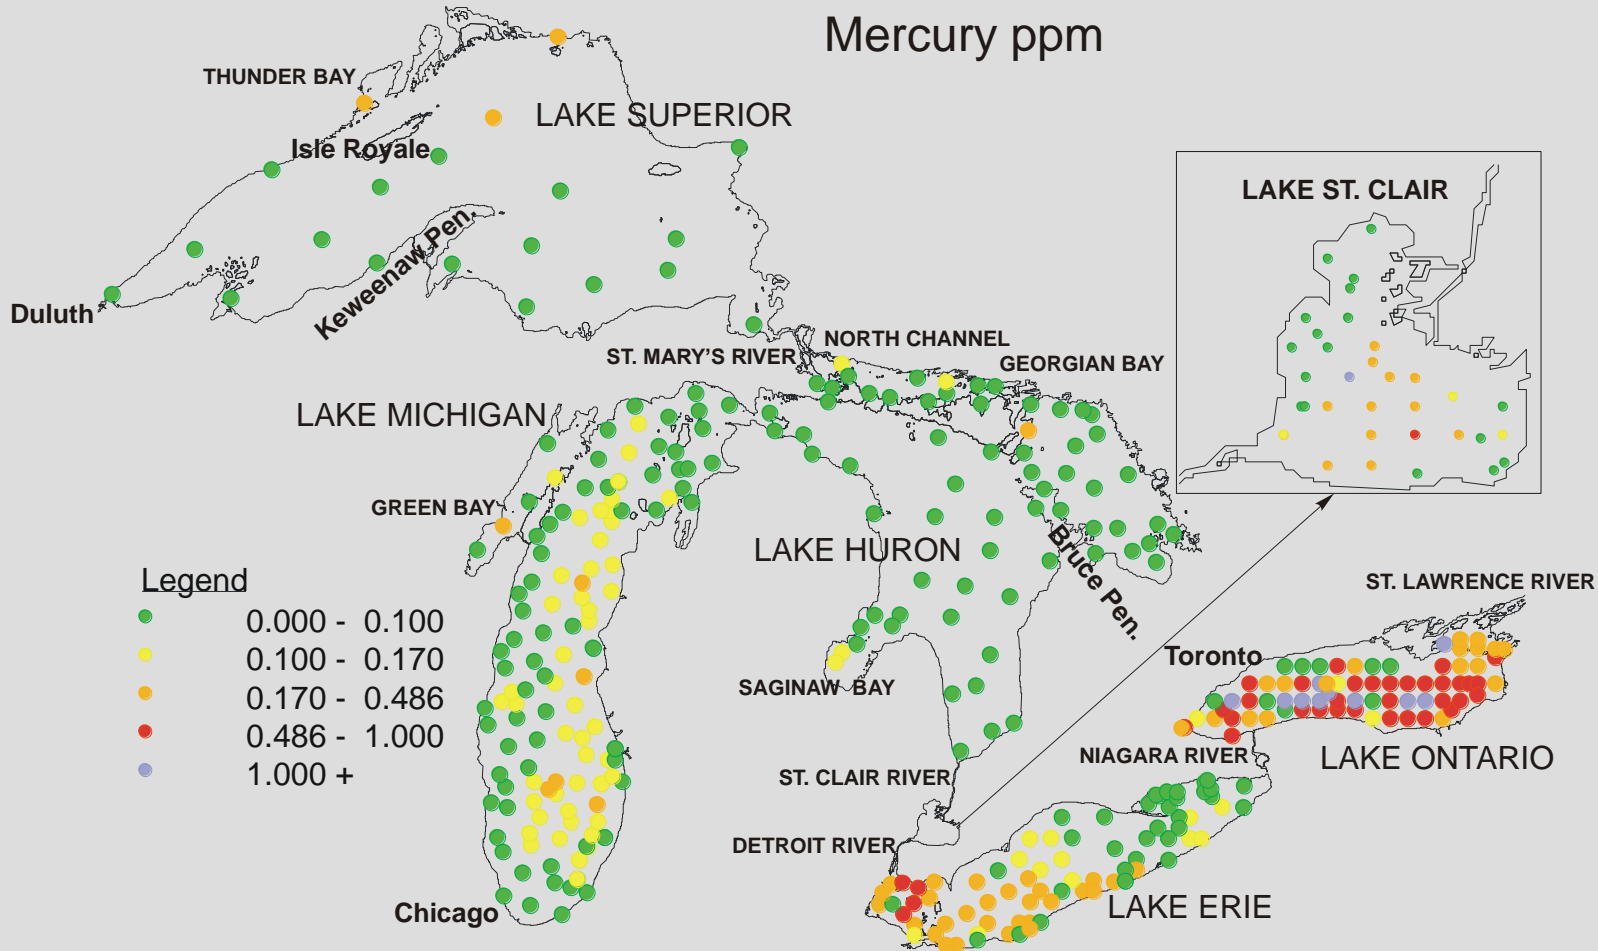 Mercury ppm
THUNDER BAY
LAKE SUPERIOR
Isle Royale
LAKE ST. CLAIR
Keweenaw Pen.
Duluth
NORTH CHANNEL
ST. MARY'S RIVER
GEORGIAN BAY
LAKE MICHIGAN
GREEN BAY
LAKE HURON
Bruce Pen.
Legend
0.000 - 0.100
0.100 - 0.170
0.170 - 0.486
0.486 - 1.000
1.000 +
ST. LAWRENCE RIVER
Toronto
SAGINAW BAY
NIAGARA RIVER
LAKE ONTARIO
ST. CLAIR RIVER
DETROIT RIVER
LAKE ERIE
Chicago